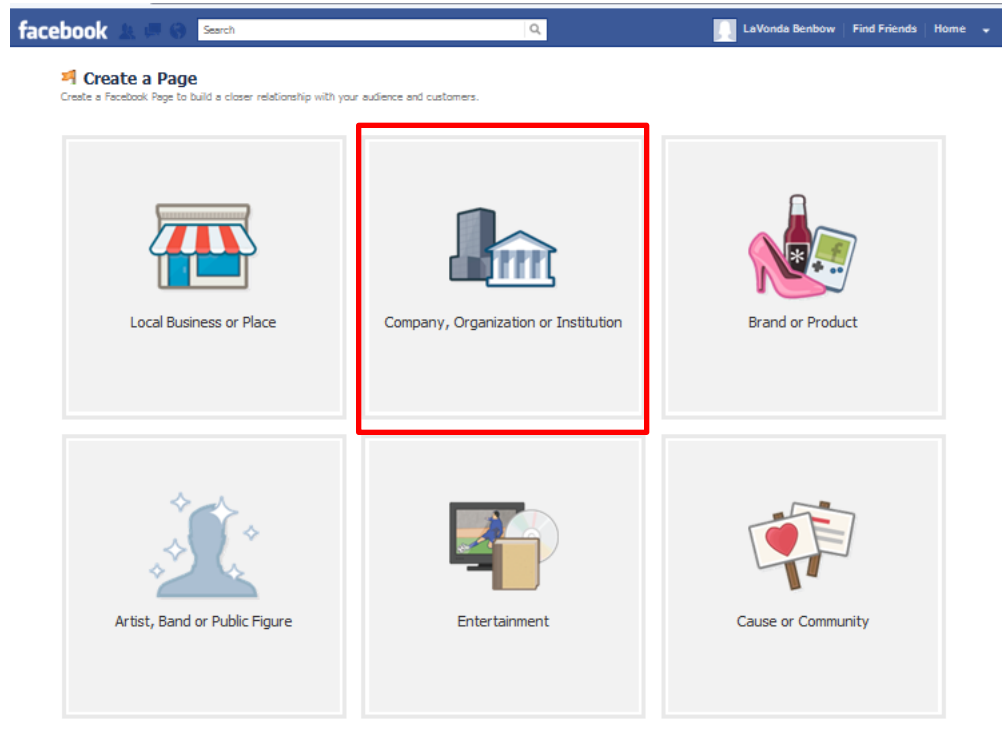 facebook Search LaVonda Benbow Find Friends Home
Create a Page
Create a Facebook Page to build a closer relationship with your audience and customers.
Local Business or Place Company, Organization or Institution Brand or Product
Artist, Band or Public Figure Entertainment Cause or Community